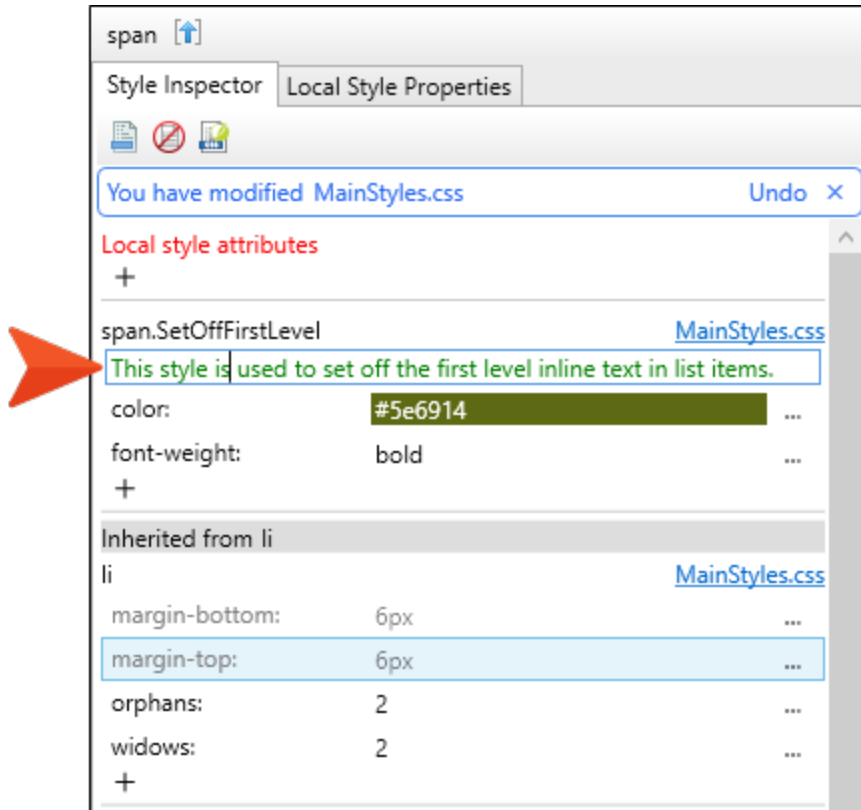 span
Style Inspector Local Style Properties
You have modified MainStyles.css Undo ×
Local style attributes
+
span.SetOffFirstLevel MainStyles.css
This style is used to set off the first level inline text in list items.
color: #5e6914 ...
font-weight: bold ...
+
Inherited from li
li MainStyles.css
margin-bottom: 6px ...
margin-top: 6px ...
orphans: 2 ...
widows: 2 ...
+